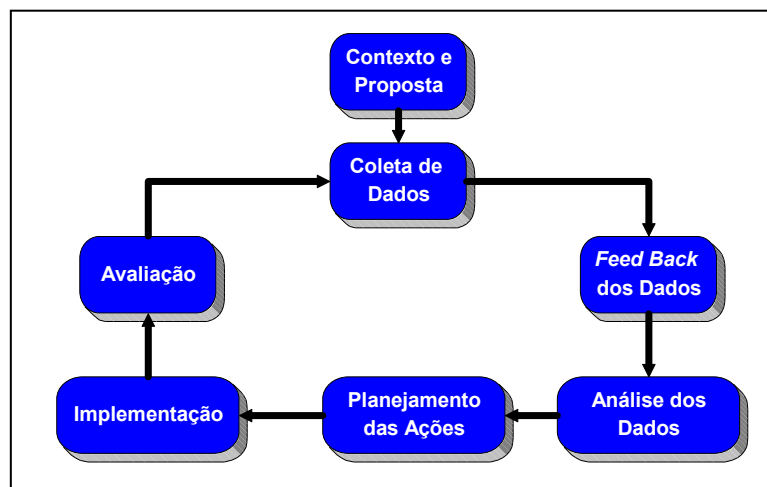 Contexto e
Proposta
Coleta de
Dados
Feed Back
dos Dados
Análise dos
Dados
Planejamento
das Ações
Implementação
Avaliação